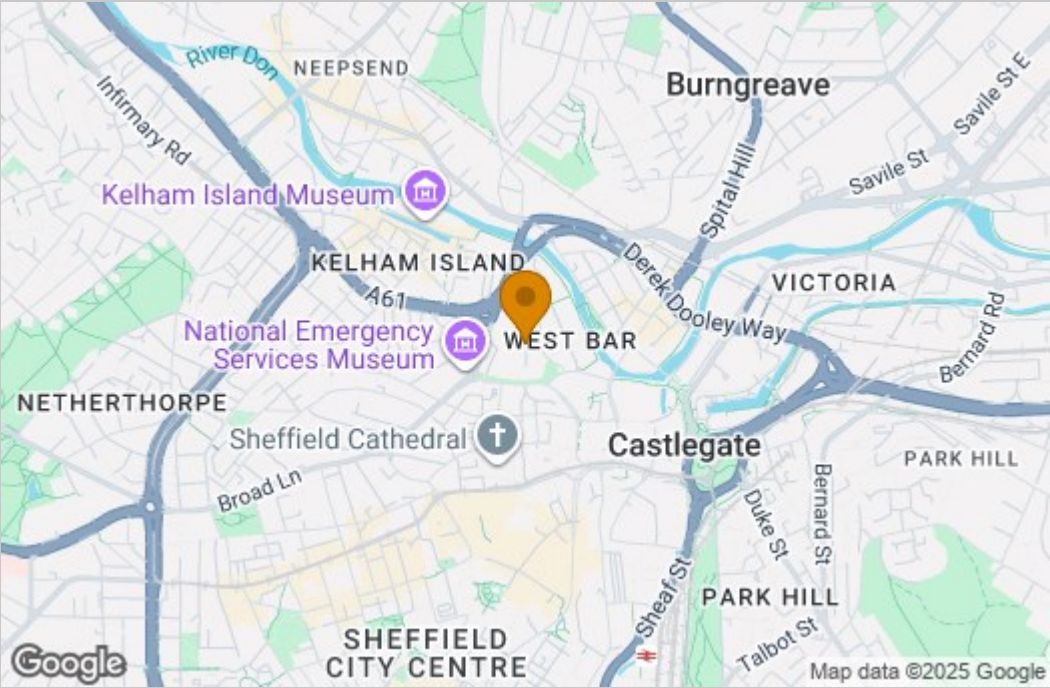 River Don
NEEPSEND
Burngreave
Savile St E
Infirmary Rd
Savile St
Kelham Island Museum
Spital Hill
KELHAM ISLAND
Derek Dooley Way
VICTORIA
A61
National Emergency
Services Museum
WEST BAR
Bernard Rd
NETHERTHORPE
Sheffield Cathedral
Castlegate
PARK HILL
Broad Ln
Bernard St
Duke St
Sheaf St
PARK HILL
Talbot St
SHEFFIELD
CITY CENTRE
Google
Map data ©2025 Google